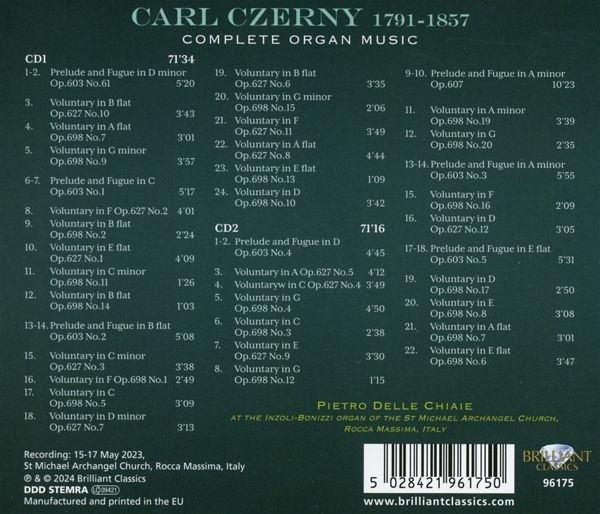 CARL CZERNY 1791-1857
COMPLETE ORGAN MUSIC
CD1 71'34
1-2. Prelude and Fugue in D minor
Op.603 No.61 5'20
3. Voluntary in B flat
Op.627 No.10 3'43
4. Voluntary in A flat
Op.698 No.7 3'01
5. Voluntary in G minor
Op.698 No.9 3'57
6-7. Prelude and Fugue in C
Op.603 No.1 5'17
8. Voluntary in F Op.627 No.2 4'01
9. Voluntary in B flat
Op.698 No.2 2'24
10. Voluntary in E flat
Op.627 No.1 4'09
11. Voluntary in C minor
Op.698 No.11 1'26
12. Voluntary in B flat
Op.698 No.14 1'03
13-14. Prelude and Fugue in B flat
Op.603 No.2 5'08
15. Voluntary in C minor
Op.627 No.3 3'38
16. Voluntary in F Op.698 No.1 2'49
17. Voluntary in C
Op.698 No.5 3'09
18. Voluntary in D minor
Op.627 No.7 3'13
19. Voluntary in B flat
Op.627 No.6 3'35
20. Voluntary in G minor
Op.698 No.15 2'06
21. Voluntary in F
Op.627 No.11 3'49
22. Voluntary in A flat
Op.627 No.8 4'44
23. Voluntary in E flat
Op.698 No.13 1'09
24. Voluntary in D
Op.698 No.10 3'42
CD2 71'16
1-2. Prelude and Fugue in D
Op.603 No.4 4'45
3. Voluntary in A Op.627 No.5 4'12
4. Voluntaryw in C Op.627 No.4 3'49
5. Voluntary in G
Op.698 No.4 4'50
6. Voluntary in C
Op.698 No.3 2'38
7. Voluntary in E
Op.627 No.9 3'30
8. Voluntary in G
Op.698 No.12 1'15
9-10. Prelude and Fugue in A minor
Op.607 10'23
11. Voluntary in A minor
Op.698 No.19 3'39
12. Voluntary in G
Op.698 No.20 2'35
13-14. Prelude and Fugue in A minor
Op.603 No.3 5'55
15. Voluntary in F
Op.698 No.16 2'09
16. Voluntary in D
Op.627 No.12 3'05
17-18. Prelude and Fugue in E flat
Op.603 No.5 5'31
19. Voluntary in D
Op.698 No.17 2'50
20. Voluntary in E
Op.698 No.8 3'08
21. Voluntary in A flat
Op.698 No.7 3'01
22. Voluntary in E flat
Op.698 No.6 3'47
PIETRO DELLE CHIAIE
AT THE INZOLI-BONIZZI ORGAN OF THE ST MICHAEL ARCHANGEL CHURCH,
ROCCA MASSIMA, ITALY
Recording: 15-17 May 2023,
St Michael Archangel Church, Rocca Massima, Italy
℗ & © 2024 Brilliant Classics
DDD STEMRA LC09421
Manufactured and printed in the EU
5 028421 961750
www.brilliantclassics.com
BRILLIANT
CLASSICS
96175